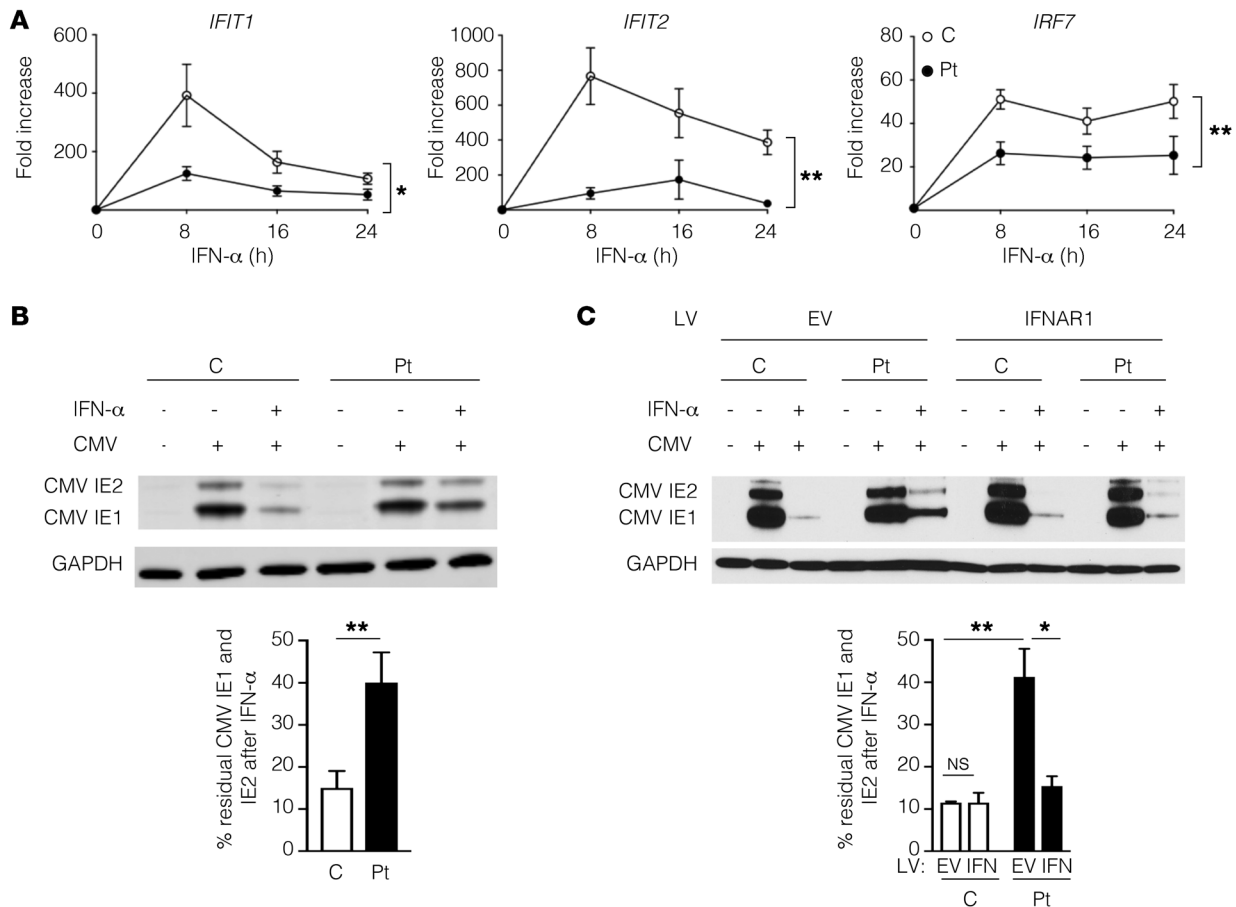 A
IFIT1
IFIT2
IRF7
Fold increase
600
400
200
0
8
16
24
IFN-α (h)
*
Fold increase
1000
800
600
400
200
0
8
16
24
IFN-α (h)
**
Fold increase
80
60
40
20
0
8
16
24
IFN-α (h)
C
Pt
**
B
C Pt
IFN-α - - + - - +
CMV - + + - + +
CMV IE2
CMV IE1
GAPDH
% residual CMV IE1 and
IE2 after IFN-α
50
40
30
20
10
0
**
C Pt
C
LV EV IFNAR1
C Pt C Pt
IFN-α - - + - - + - - + - - +
CMV - + + - + + - + + - + +
CMV IE2
CMV IE1
GAPDH
% residual CMV IE1 and
IE2 after IFN-α
50
40
30
20
10
0
** *
NS
LV: EV IFN EV IFN
C Pt